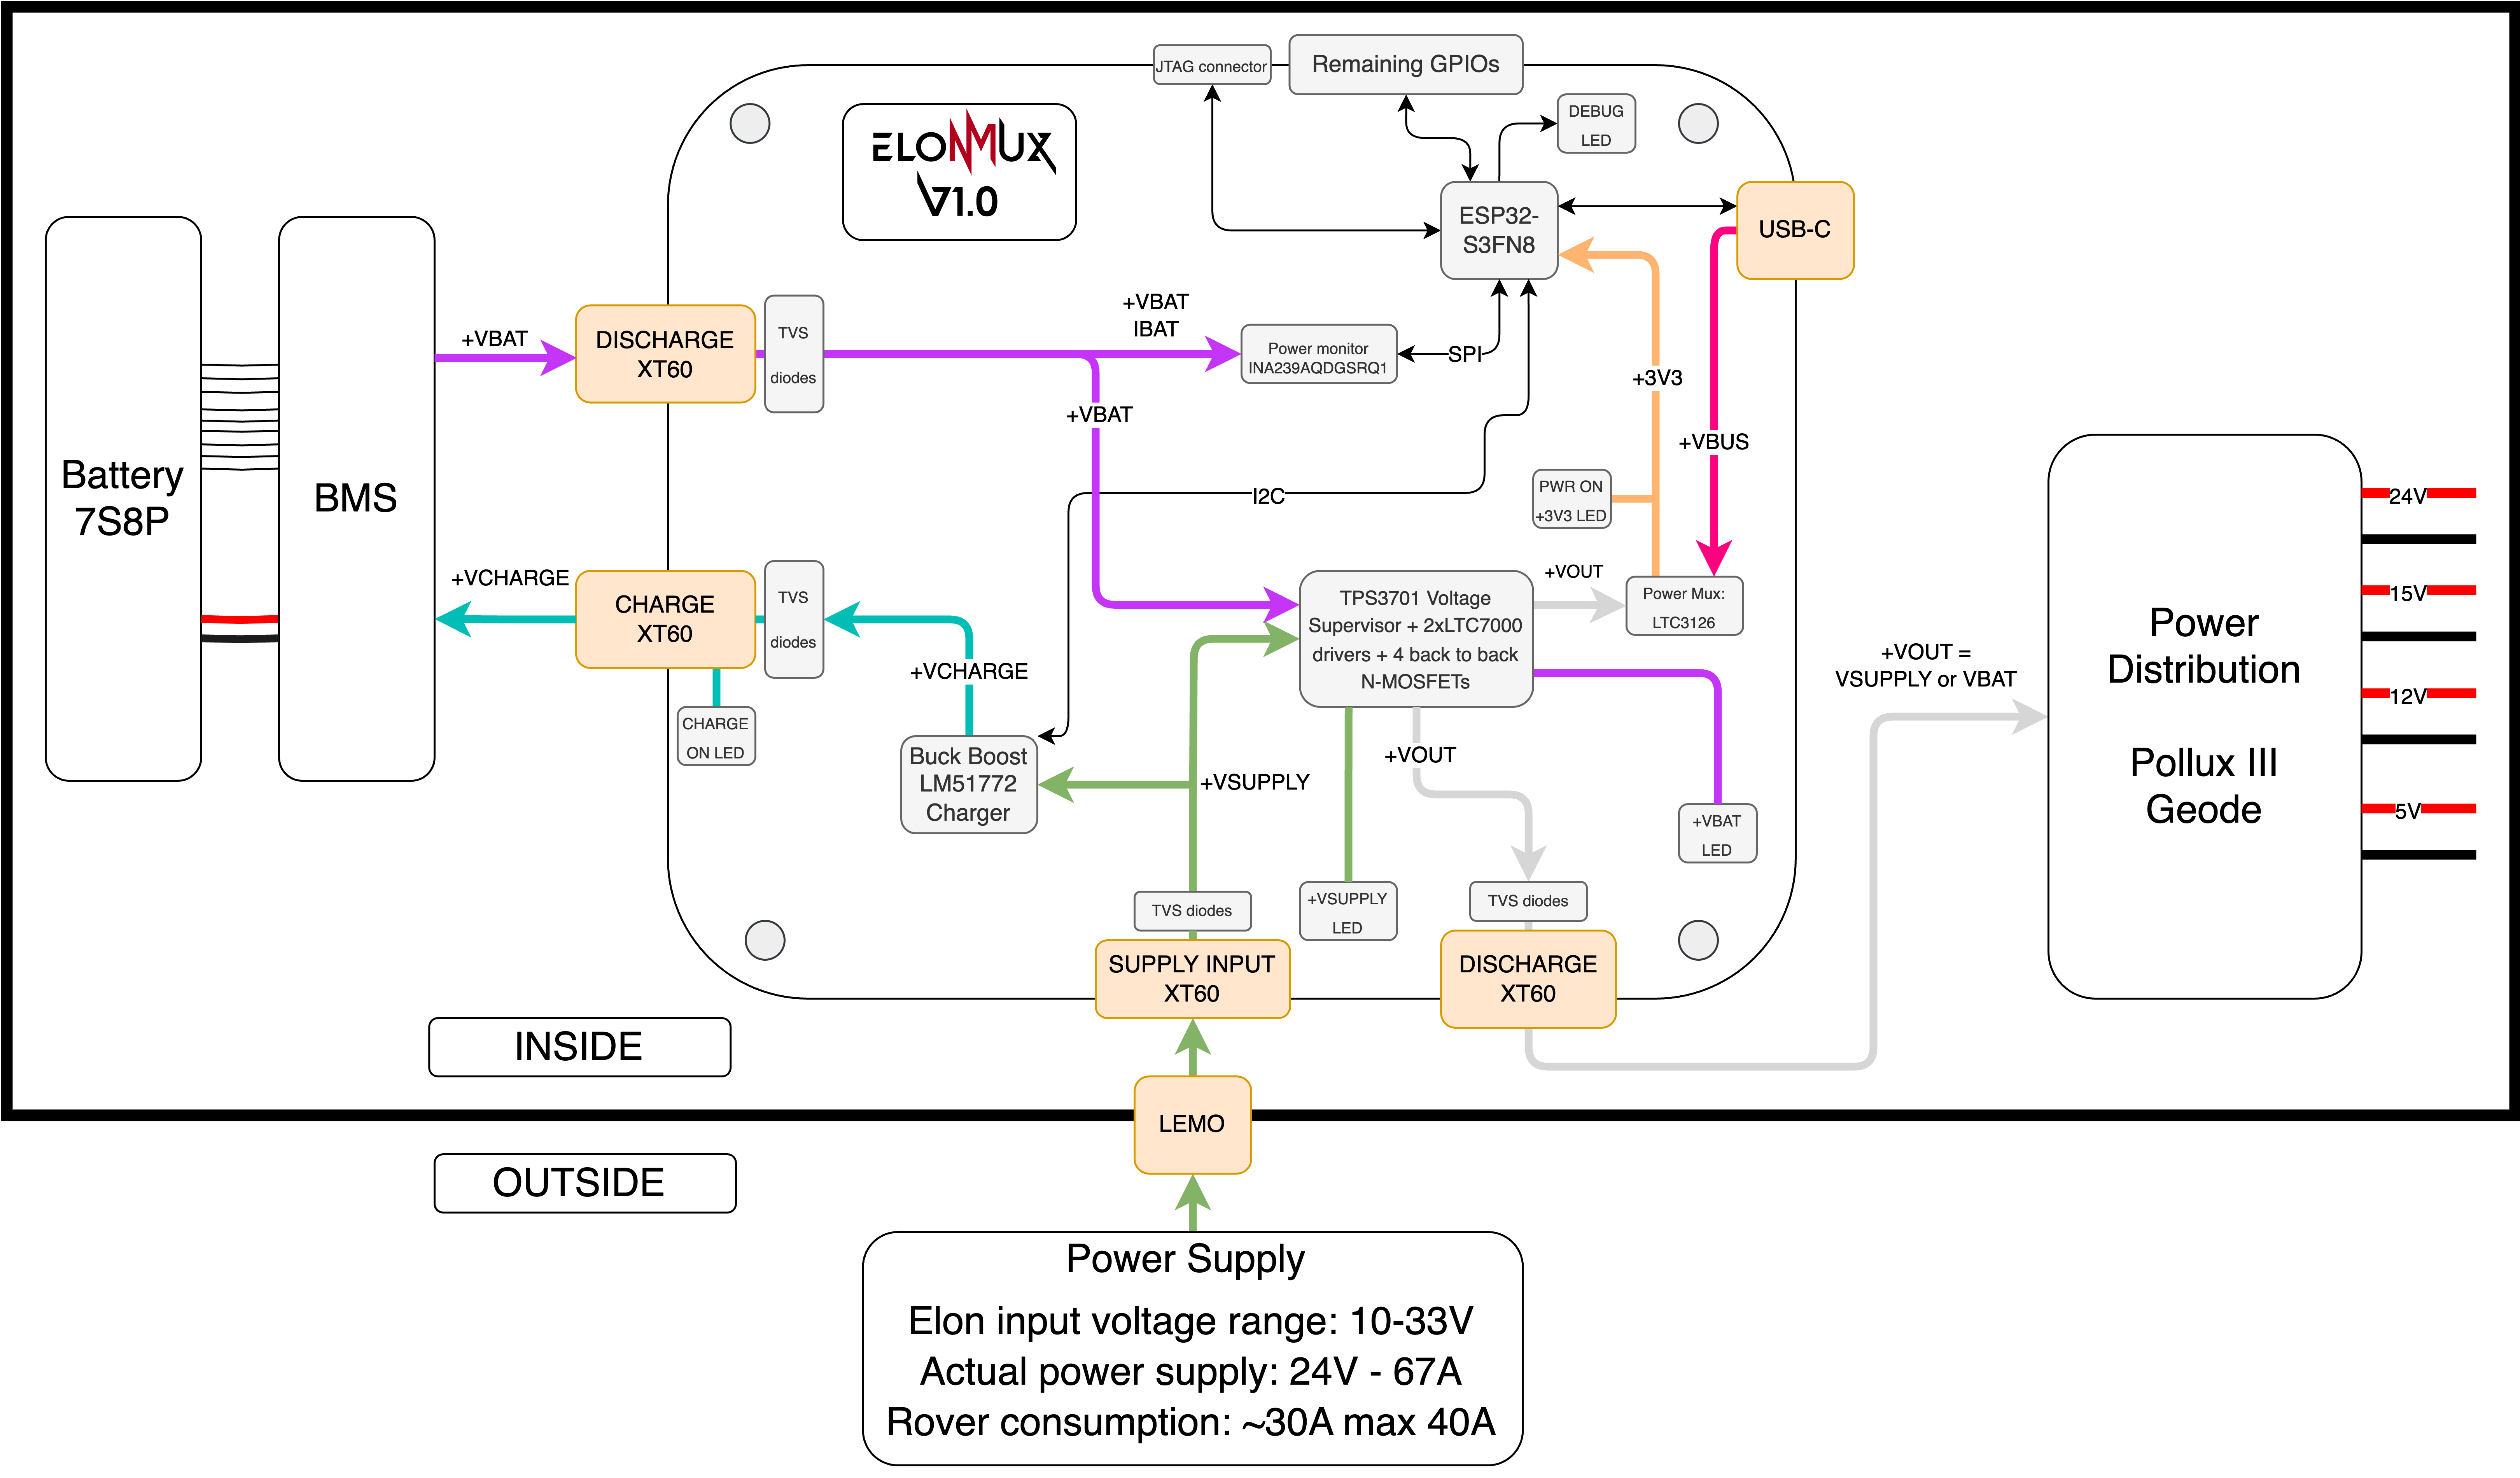 JTAG connector
Remaining GPIOs
DEBUG
LED
ELONMUX
V1.0
ESP32-
S3FN8
USB-C
+VBAT
DISCHARGE
XT60
TVS
diodes
+VBAT
IBAT
Power monitor
INA239AQDGSRQ1
SPI
+3V3
+VBAT
+VBUS
Battery
7S8P
BMS
I2C
PWR ON
+3V3 LED
24V
15V
12V
5V
+VCHARGE
CHARGE
XT60
TVS
diodes
+VCHARGE
CHARGE
ON LED
TPS3701 Voltage
Supervisor + 2xLTC7000
drivers + 4 back to back
N-MOSFETs
+VOUT
Power Mux:
LTC3126
+VOUT =
VSUPPLY or VBAT
Power
Distribution
Pollux III
Geode
Buck Boost
LM51772
Charger
+VSUPPLY
+VOUT
+VBAT
LED
TVS diodes
+VSUPPLY
LED
TVS diodes
SUPPLY INPUT
XT60
DISCHARGE
XT60
INSIDE
LEMO
OUTSIDE
Power Supply
Elon input voltage range: 10-33V
Actual power supply: 24V - 67A
Rover consumption: ~30A max 40A